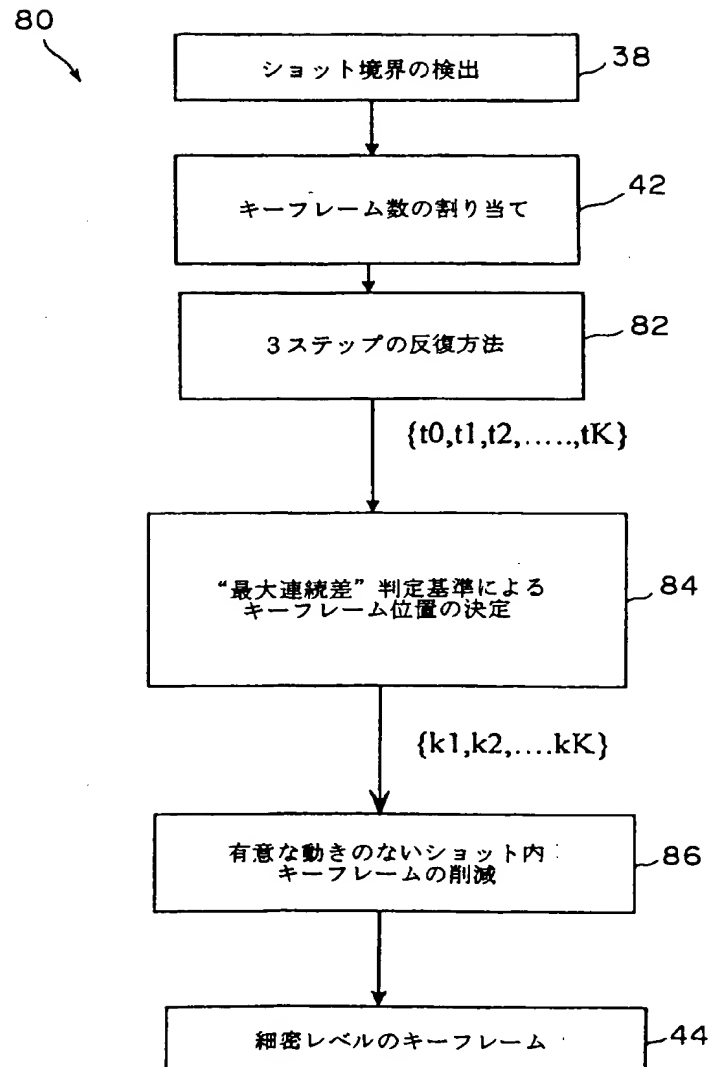 80
ショット境界の検出
38
キーフレーム数の割り当て
42
3ステップの反復方法
82
{t0,t1,t2,.....,tK}
“最大連続差”判定基準による
キーフレーム位置の決定
84
{k1,k2,....kK}
有意な動きのないショット内
キーフレームの削減
86
細密レベルのキーフレーム
44